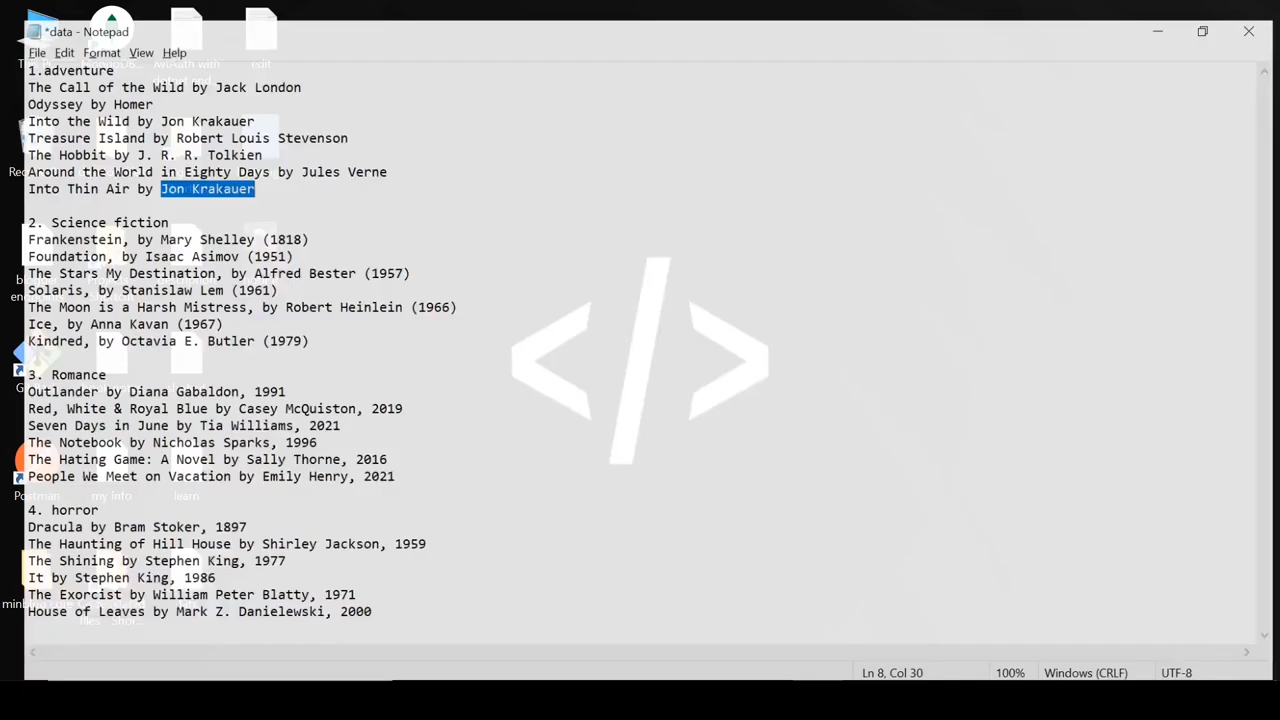 *data - Notepad
File Edit Format View Help
1.adventure
The Call of the Wild by Jack London
Odyssey by Homer
Into the Wild by Jon Krakauer
Treasure Island by Robert Louis Stevenson
The Hobbit by J. R. R. Tolkien
Around the World in Eighty Days by Jules Verne
Into Thin Air by Jon Krakauer
2. Science fiction
Frankenstein, by Mary Shelley (1818)
Foundation, by Isaac Asimov (1951)
The Stars My Destination, by Alfred Bester (1957)
Solaris, by Stanislaw Lem (1961)
The Moon is a Harsh Mistress, by Robert Heinlein (1966)
Ice, by Anna Kavan (1967)
Kindred, by Octavia E. Butler (1979)
</>
3. Romance
Outlander by Diana Gabaldon, 1991
Red, White & Royal Blue by Casey McQuiston, 2019
Seven Days in June by Tia Williams, 2021
The Notebook by Nicholas Sparks, 1996
The Hating Game: A Novel by Sally Thorne, 2016
People We Meet on Vacation by Emily Henry, 2021
Postman my info learn
4. horror
Dracula by Bram Stoker, 1897
The Haunting of Hill House by Shirley Jackson, 1959
The Shining by Stephen King, 1977
It by Stephen King, 1986
The Exorcist by William Peter Blatty, 1971
House of Leaves by Mark Z. Danielewski, 2000
Ln 8, Col 30 100% Windows (CRLF) UTF-8